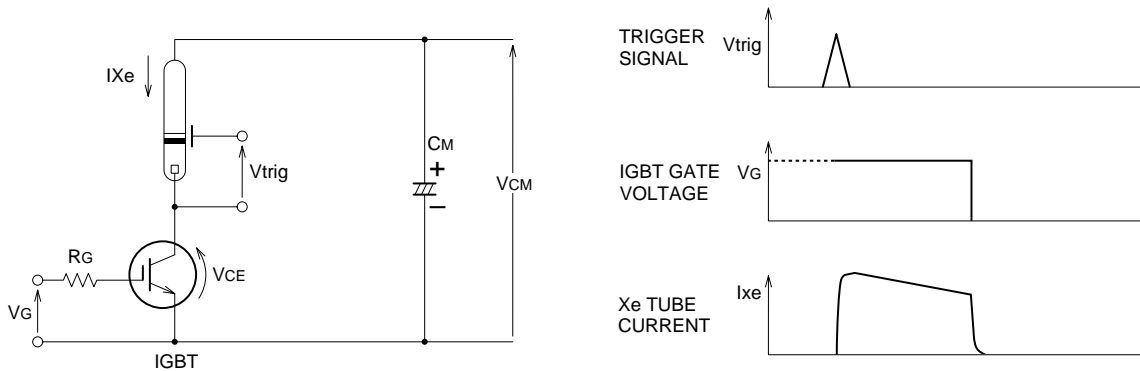 IXe
Vtrig
CM
+
−
VCM
RG
VCE
VG
IGBT
TRIGGER
SIGNAL
Vtrig
IGBT GATE
VOLTAGE
VG
Xe TUBE
CURRENT
Ixe